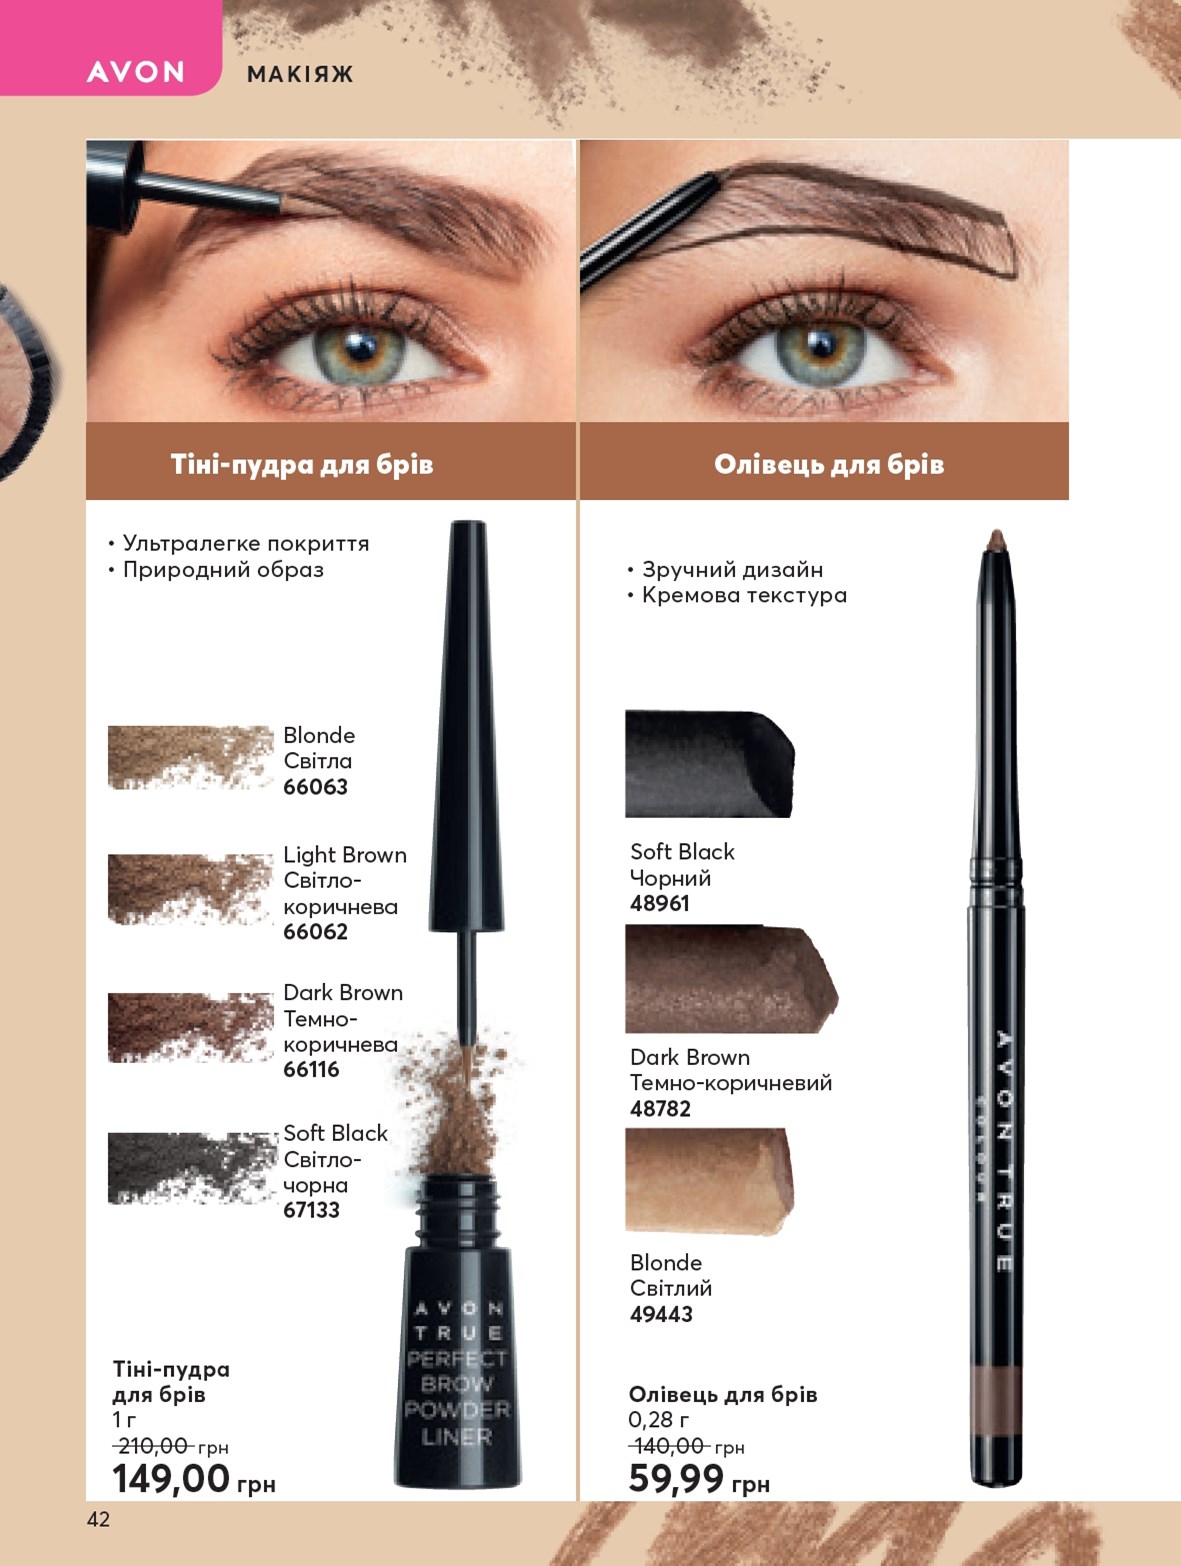 AVON
МАКІЯЖ
Тіні-пудра для брів
• Ультралегке покриття
• Природний образ
Blonde
Світла
66063
Light Brown
Світло-
коричнева
66062
Dark Brown
Темно-
коричнева
66116
Soft Black
Світло-
чорна
67133
AVON
TRUE
PERFECT
BROW
POWDER
LINER
Тіні-пудра
для брів
1 г
210,00 грн
149,00 грн
Олівець для брів
• Зручний дизайн
• Кремова текстура
Soft Black
Чорний
48961
Dark Brown
Темно-коричневий
48782
Blonde
Світлий
49443
AVON TRUE
COLOUR
Олівець для брів
0,28 г
140,00 грн
59,99 грн
42